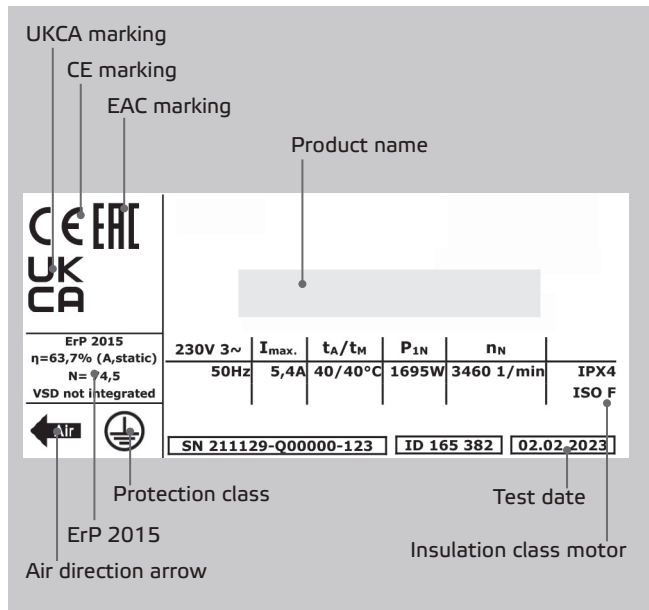 UKCA marking
CE marking
EAC marking
Product name
CE EAC
UK
CA
ErP 2015
η=63,7% (A,static)
N= 4,5
VSD not integrated
230V 3~ Imax. tA/tM P1N nN
50Hz 5,4A 40/40°C 1695W 3460 1/min IPX4
ISO F
Air
SN 211129-Q00000-123 ID 165 382 02.02.2023
Protection class
Test date
ErP 2015
Insulation class motor
Air direction arrow